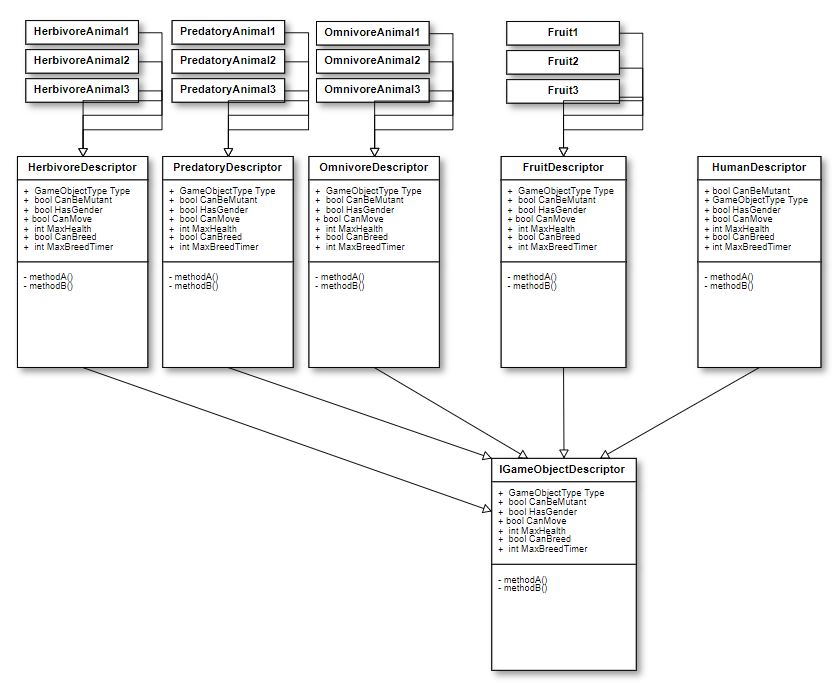 HerbivoreAnimal1
HerbivoreAnimal2
HerbivoreAnimal3
PredatoryAnimal1
PredatoryAnimal2
PredatoryAnimal3
OmnivoreAnimal1
OmnivoreAnimal2
OmnivoreAnimal3
Fruit1
Fruit2
Fruit3
HerbivoreDescriptor
+ GameObjectType Type
+ bool CanBeMutant
+ bool HasGender
+ bool CanMove
+ int MaxHealth
+ bool CanBreed
+ int MaxBreedTimer
- methodA()
- methodB()
PredatoryDescriptor
+ GameObjectType Type
+ bool CanBeMutant
+ bool HasGender
+ bool CanMove
+ int MaxHealth
+ bool CanBreed
+ int MaxBreedTimer
- methodA()
- methodB()
OmnivoreDescriptor
+ GameObjectType Type
+ bool CanBeMutant
+ bool HasGender
+ bool CanMove
+ int MaxHealth
+ bool CanBreed
+ int MaxBreedTimer
- methodA()
- methodB()
FruitDescriptor
+ GameObjectType Type
+ bool CanBeMutant
+ bool HasGender
+ bool CanMove
+ int MaxHealth
+ bool CanBreed
+ int MaxBreedTimer
- methodA()
- methodB()
HumanDescriptor
+ bool CanBeMutant
+ GameObjectType Type
+ bool HasGender
+ bool CanMove
+ int MaxHealth
+ bool CanBreed
+ int MaxBreedTimer
- methodA()
- methodB()
IGameObjectDescriptor
+ GameObjectType Type
+ bool CanBeMutant
+ bool HasGender
+ bool CanMove
+ int MaxHealth
+ bool CanBreed
+ int MaxBreedTimer
- methodA()
- methodB()